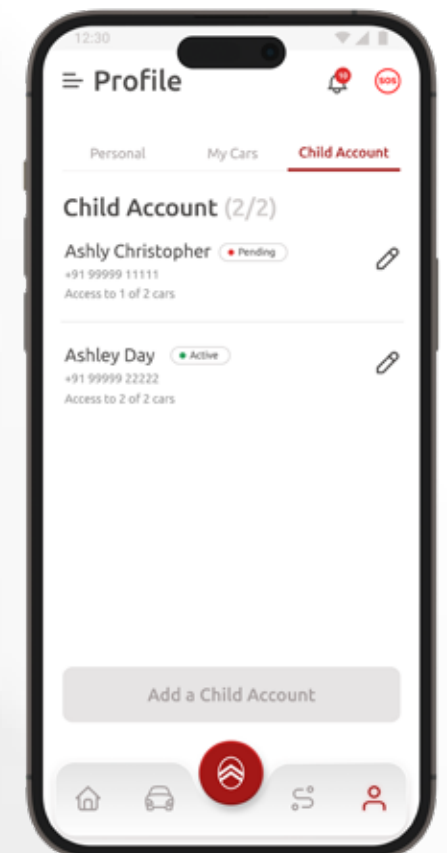 12:30
Profile
10
SOS
Personal My Cars Child Account
Child Account (2/2)
Ashly Christopher Pending
+91 99999 11111
Access to 1 of 2 cars
Ashley Day Active
+91 99999 22222
Access to 2 of 2 cars
Add a Child Account